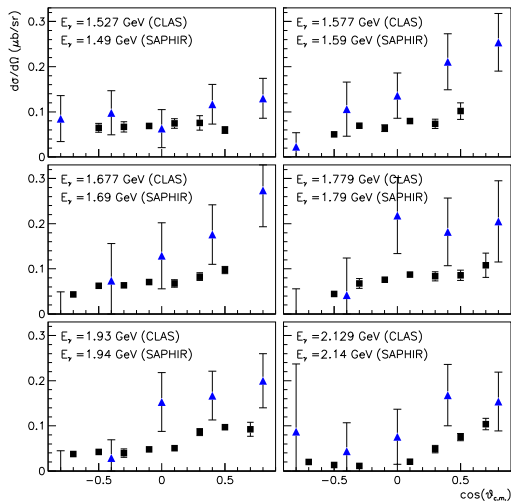 E_γ = 1.527 GeV (CLAS)
E_γ = 1.49 GeV (SAPHIR)
E_γ = 1.577 GeV (CLAS)
E_γ = 1.59 GeV (SAPHIR)
dσ/dΩ (μb/sr)
0.3
0.2
0.1
0
E_γ = 1.677 GeV (CLAS)
E_γ = 1.69 GeV (SAPHIR)
E_γ = 1.779 GeV (CLAS)
E_γ = 1.79 GeV (SAPHIR)
0.3
0.2
0.1
0
E_γ = 1.93 GeV (CLAS)
E_γ = 1.94 GeV (SAPHIR)
E_γ = 2.129 GeV (CLAS)
E_γ = 2.14 GeV (SAPHIR)
0.3
0.2
0.1
0
−0.5 0 0.5 −0.5 0 0.5
cos(ϑ_c.m.)